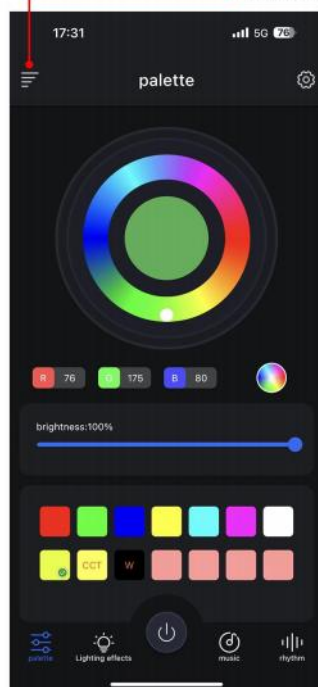 17:31 5G 76
palette
R 76 G 175 B 80
brightness:100%
CCT W
palette Lighting effects music rhythm